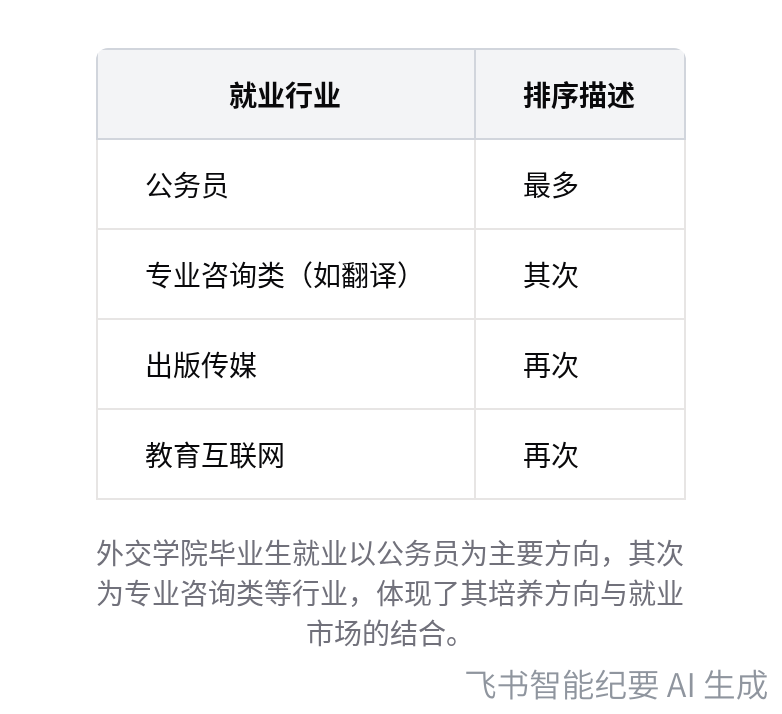 就业行业 排序描述
公务员 最多
专业咨询类（如翻译） 其次
出版传媒 再次
教育互联网 再次
外交学院毕业生就业以公务员为主要方向，其次
为专业咨询类等行业，体现了其培养方向与就业
市场的结合。
飞书智能纪要 AI 生成